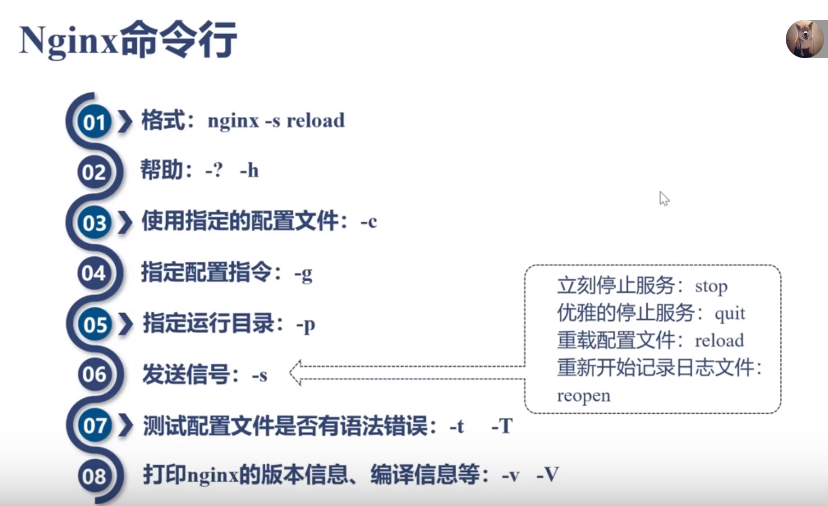 Nginx命令行
01 格式：nginx -s reload
02 帮助：-? -h
03 使用指定的配置文件：-c
04 指定配置指令：-g
05 指定运行目录：-p
06 发送信号：-s
立刻停止服务：stop
优雅的停止服务：quit
重载配置文件：reload
重新开始记录日志文件：
reopen
07 测试配置文件是否有语法错误：-t -T
08 打印nginx的版本信息、编译信息等：-v -V